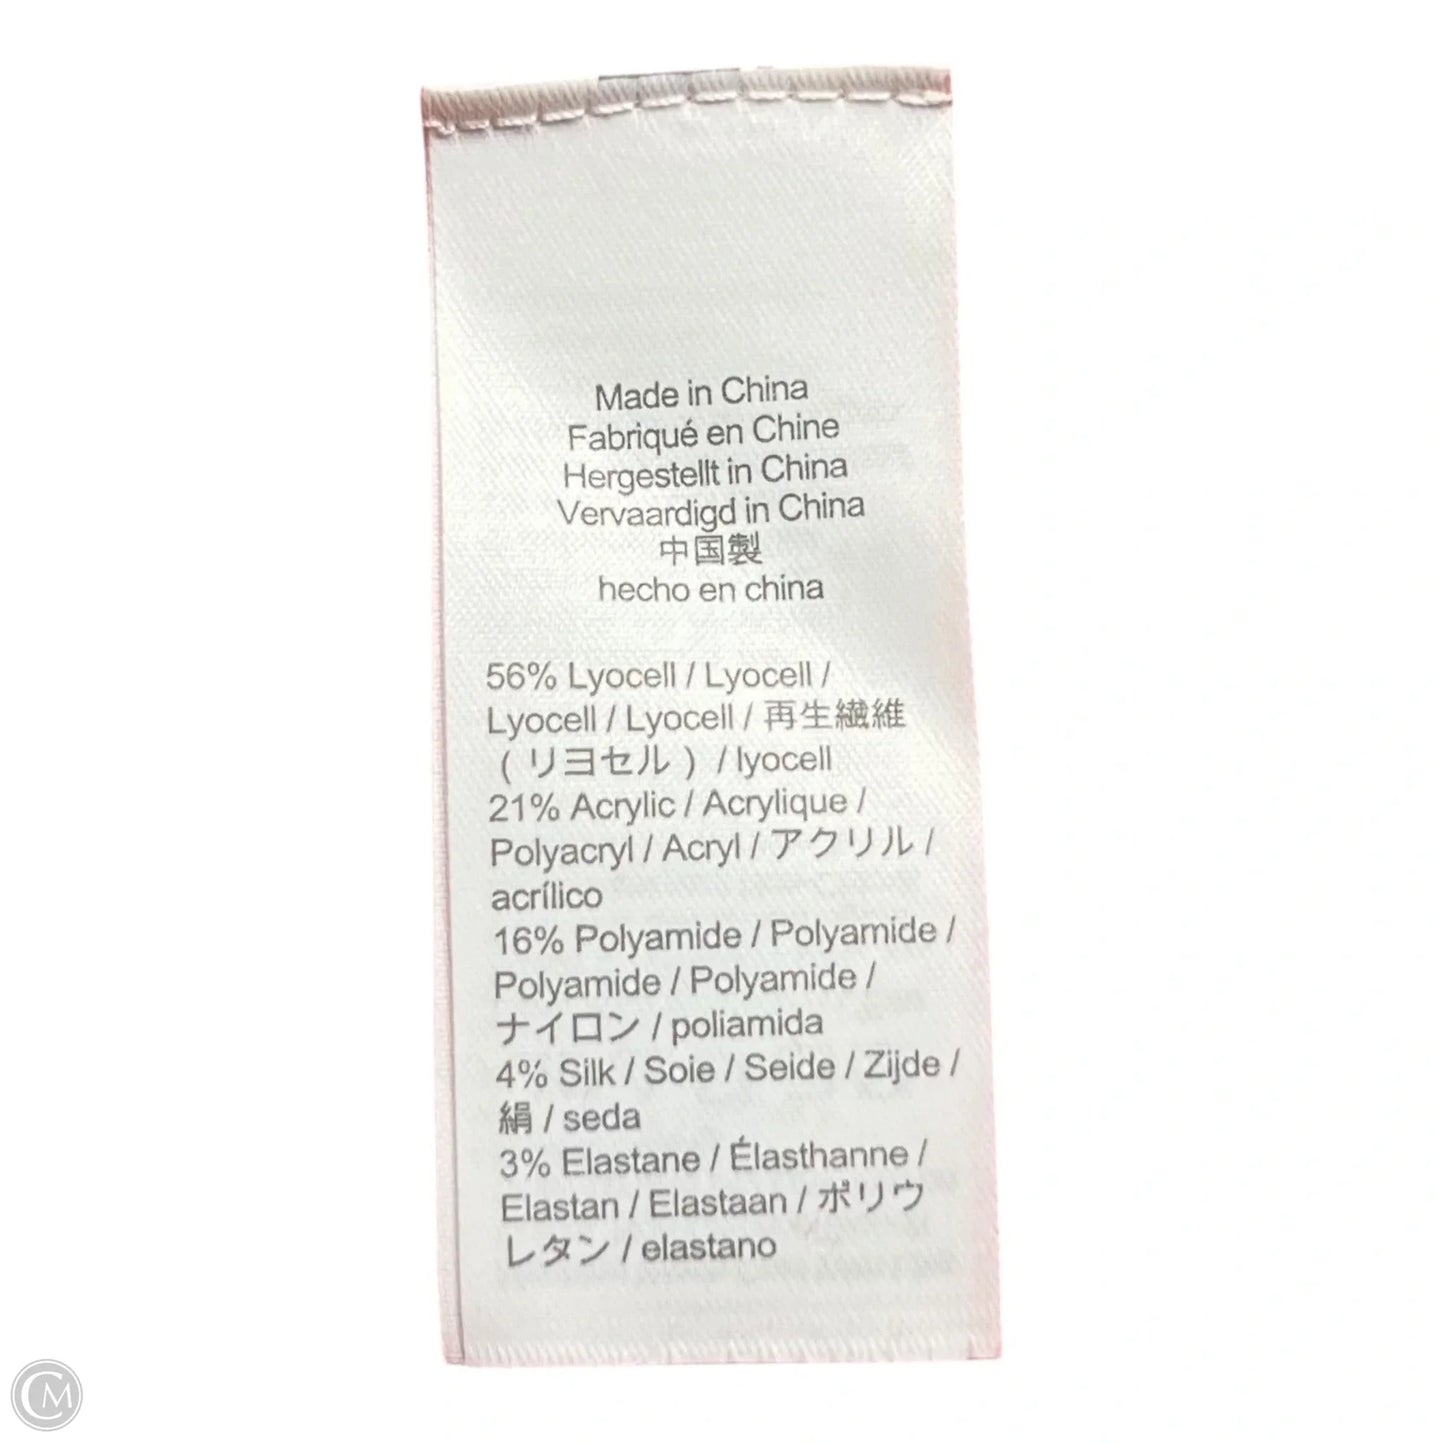 Made in China
Fabriqué en Chine
Hergestellt in China
Vervaardigd in China
中国製
hecho en china
56% Lyocell / Lyocell /
Lyocell / Lyocell / 再生繊維
( リヨセル ) / lyocell
21% Acrylic / Acrylique /
Polyacryl / Acryl / アクリル /
acrílico
16% Polyamide / Polyamide /
Polyamide / Polyamide /
ナイロン / poliamida
4% Silk / Soie / Seide / Zijde /
絹 / seda
3% Elastane / Élasthanne /
Elastan / Elastaan / ポリウ
レタン / elastano
CM